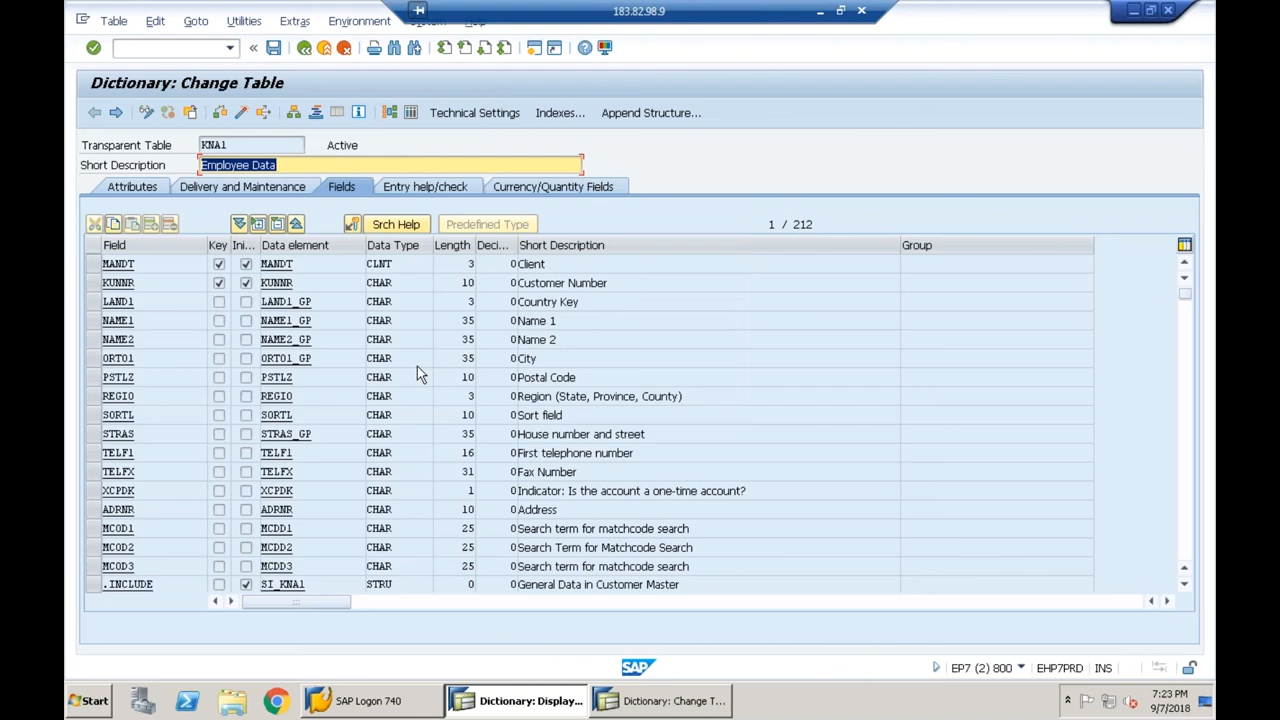 183.82.98.9
Table Edit Goto Utilities Extras Environment Help
Dictionary: Change Table
Technical Settings Indexes... Append Structure...
Transparent Table KNA1 Active
Short Description Employee Data
Attributes Delivery and Maintenance Fields Entry help/check Currency/Quantity Fields
Srch Help Predefined Type 1 / 212
Field Key Ini... Data element Data Type Length Deci... Short Description Group
MANDT MANDT CLNT 3 0 Client
KUNNR KUNNR CHAR 10 0 Customer Number
LAND1 LAND1_GP CHAR 3 0 Country Key
NAME1 NAME1_GP CHAR 35 0 Name 1
NAME2 NAME2_GP CHAR 35 0 Name 2
ORT01 ORT01_GP CHAR 35 0 City
PSTLZ PSTLZ CHAR 10 0 Postal Code
REGIO REGIO CHAR 3 0 Region (State, Province, County)
SORTL SORTL CHAR 10 0 Sort field
STRAS STRAS_GP CHAR 35 0 House number and street
TELF1 TELF1 CHAR 16 0 First telephone number
TELFX TELFX CHAR 31 0 Fax Number
XCPDK XCPDK CHAR 1 0 Indicator: Is the account a one-time account?
ADRNR ADRNR CHAR 10 0 Address
MCOD1 MCDD1 CHAR 25 0 Search term for matchcode search
MCOD2 MCDD2 CHAR 25 0 Search Term for Matchcode Search
MCOD3 MCDD3 CHAR 25 0 Search term for matchcode search
.INCLUDE SI_KNA1 STRU 0 0 General Data in Customer Master
SAP
EP7 (2) 800 EHP7PRD INS
Start SAP Logon 740 Dictionary: Display... Dictionary: Change T... 7:23 PM
9/7/2018